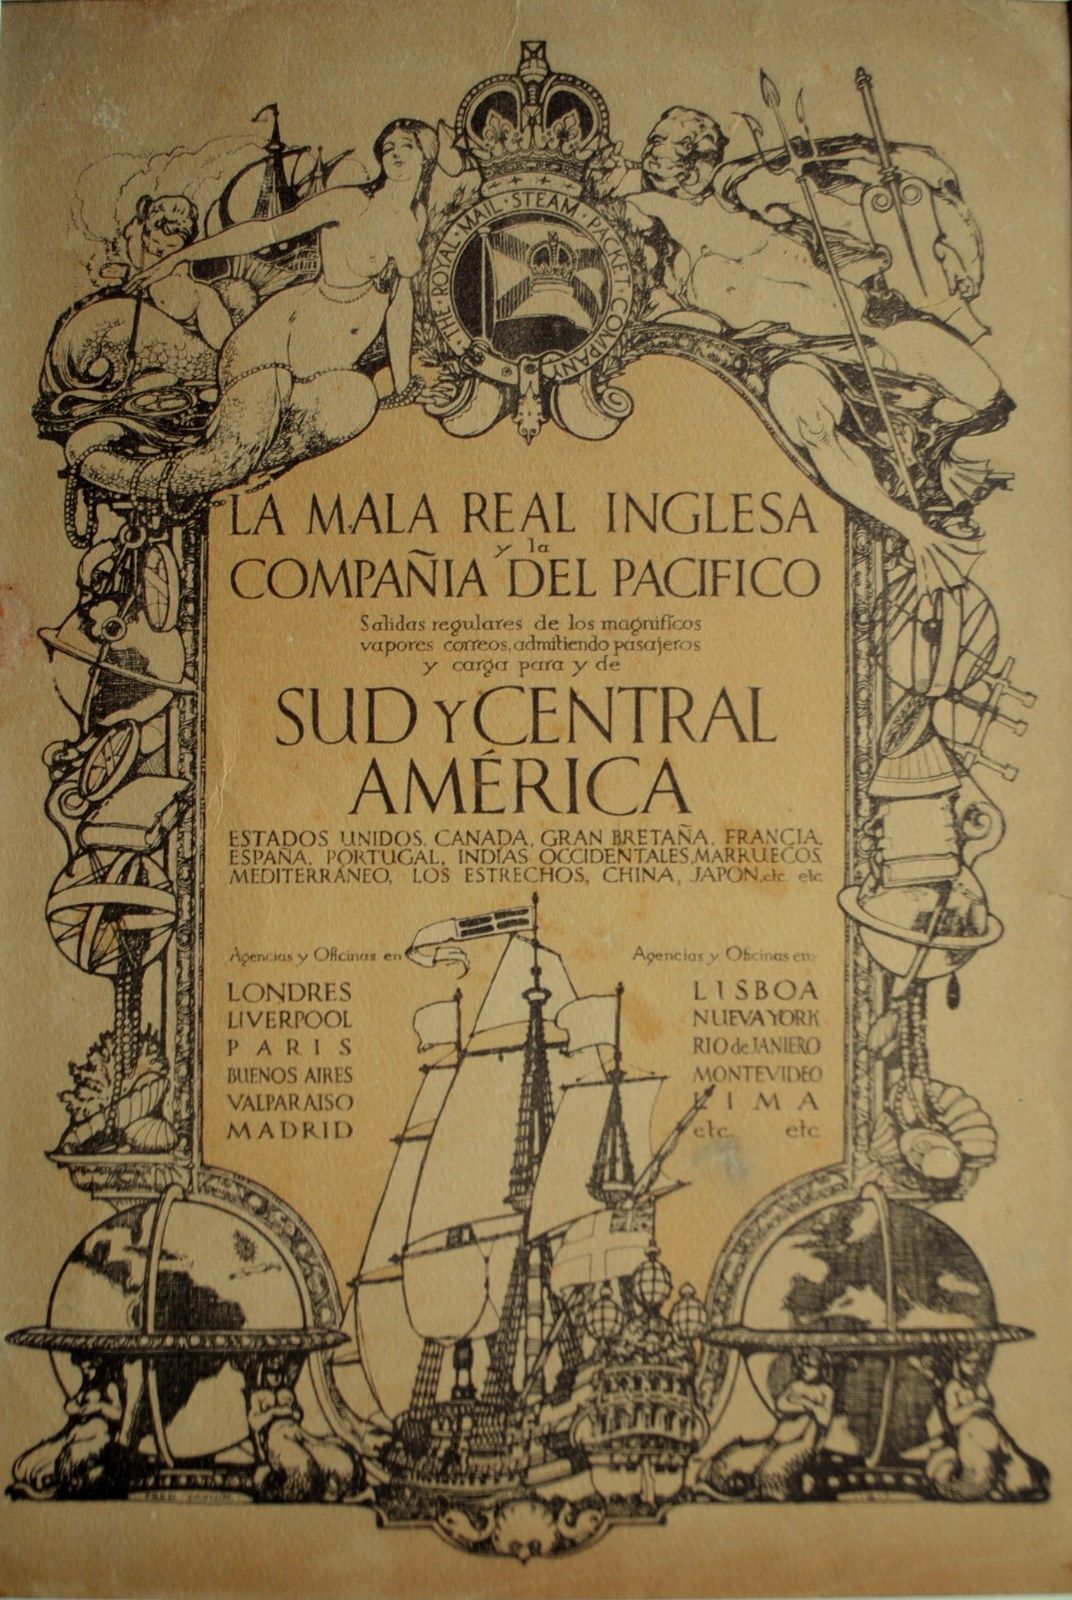 THE · ROYAL · MAIL · STEAM · PACKET · COMPANY
LA MALA REAL INGLESA
y la
COMPAÑIA DEL PACIFICO
Salidas regulares de los magnificos
vapores correos, admitiendo pasajeros
y carga para y de
SUD Y CENTRAL
AMÉRICA
ESTADOS UNIDOS, CANADA, GRAN BRETAÑA, FRANCIA,
ESPAÑA, PORTUGAL, INDIAS OCCIDENTALES, MARRUECOS,
MEDITERRÁNEO, LOS ESTRECHOS, CHINA, JAPON, etc. etc
Agencias y Oficinas en
LONDRES
LIVERPOOL
PARIS
BUENOS AIRES
VALPARAISO
MADRID
Agencias y Oficinas en:
LISBOA
NUEVA YORK
RIO de JANIERO
MONTEVIDEO
LIMA
etc. etc